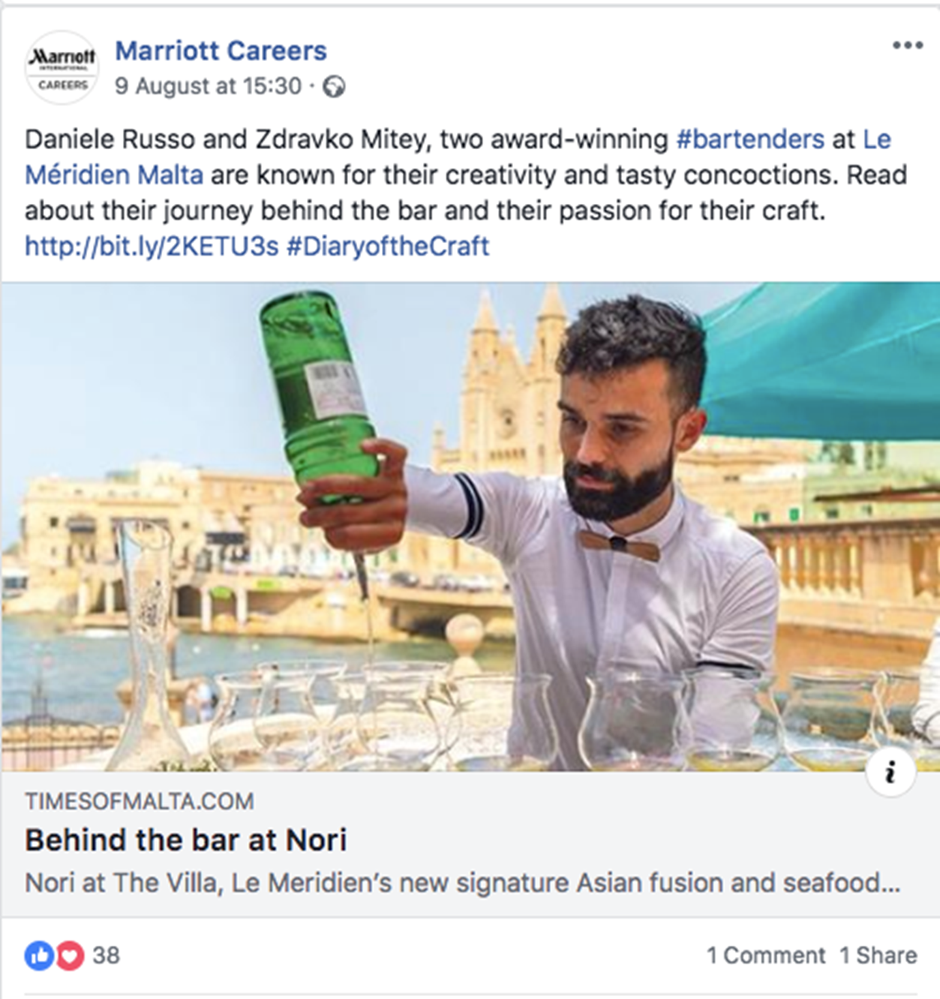 Marriott
INTERNATIONAL
CAREERS
Marriott Careers
9 August at 15:30 ·
Daniele Russo and Zdravko Mitey, two award-winning #bartenders at Le
Méridien Malta are known for their creativity and tasty concoctions. Read
about their journey behind the bar and their passion for their craft.
http://bit.ly/2KETU3s #DiaryoftheCraft
i
TIMESOFMALTA.COM
Behind the bar at Nori
Nori at The Villa, Le Meridien's new signature Asian fusion and seafood...
38
1 Comment 1 Share